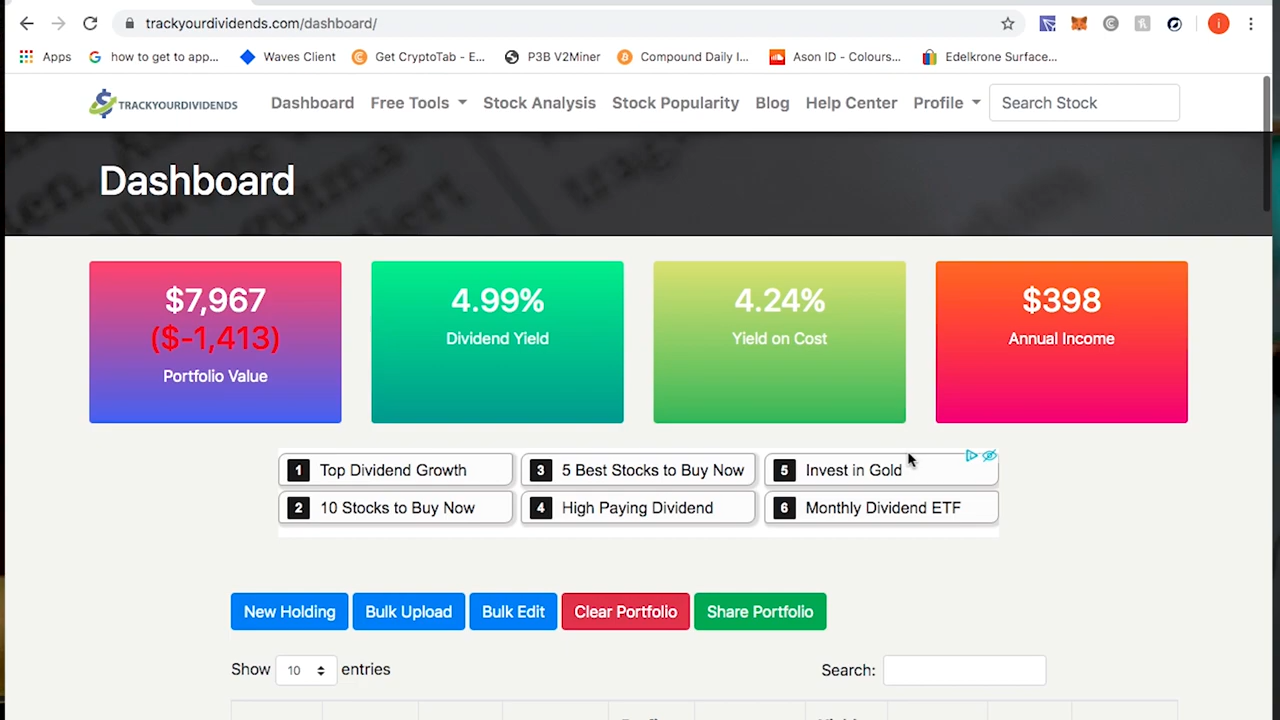 trackyourdividends.com/dashboard/
Apps
how to get to app...
Waves Client
Get CryptoTab - E...
P3B V2Miner
Compound Daily I...
Ason ID - Colours...
Edelkrone Surface...
TRACKYOURDIVIDENDS
Dashboard
Free Tools
Stock Analysis
Stock Popularity
Blog
Help Center
Profile
Search Stock
Dashboard
$7,967
($-1,413)
Portfolio Value
4.99%
Dividend Yield
4.24%
Yield on Cost
$398
Annual Income
1 Top Dividend Growth
3 5 Best Stocks to Buy Now
5 Invest in Gold
2 10 Stocks to Buy Now
4 High Paying Dividend
6 Monthly Dividend ETF
New Holding
Bulk Upload
Bulk Edit
Clear Portfolio
Share Portfolio
Show 10 entries
Search: